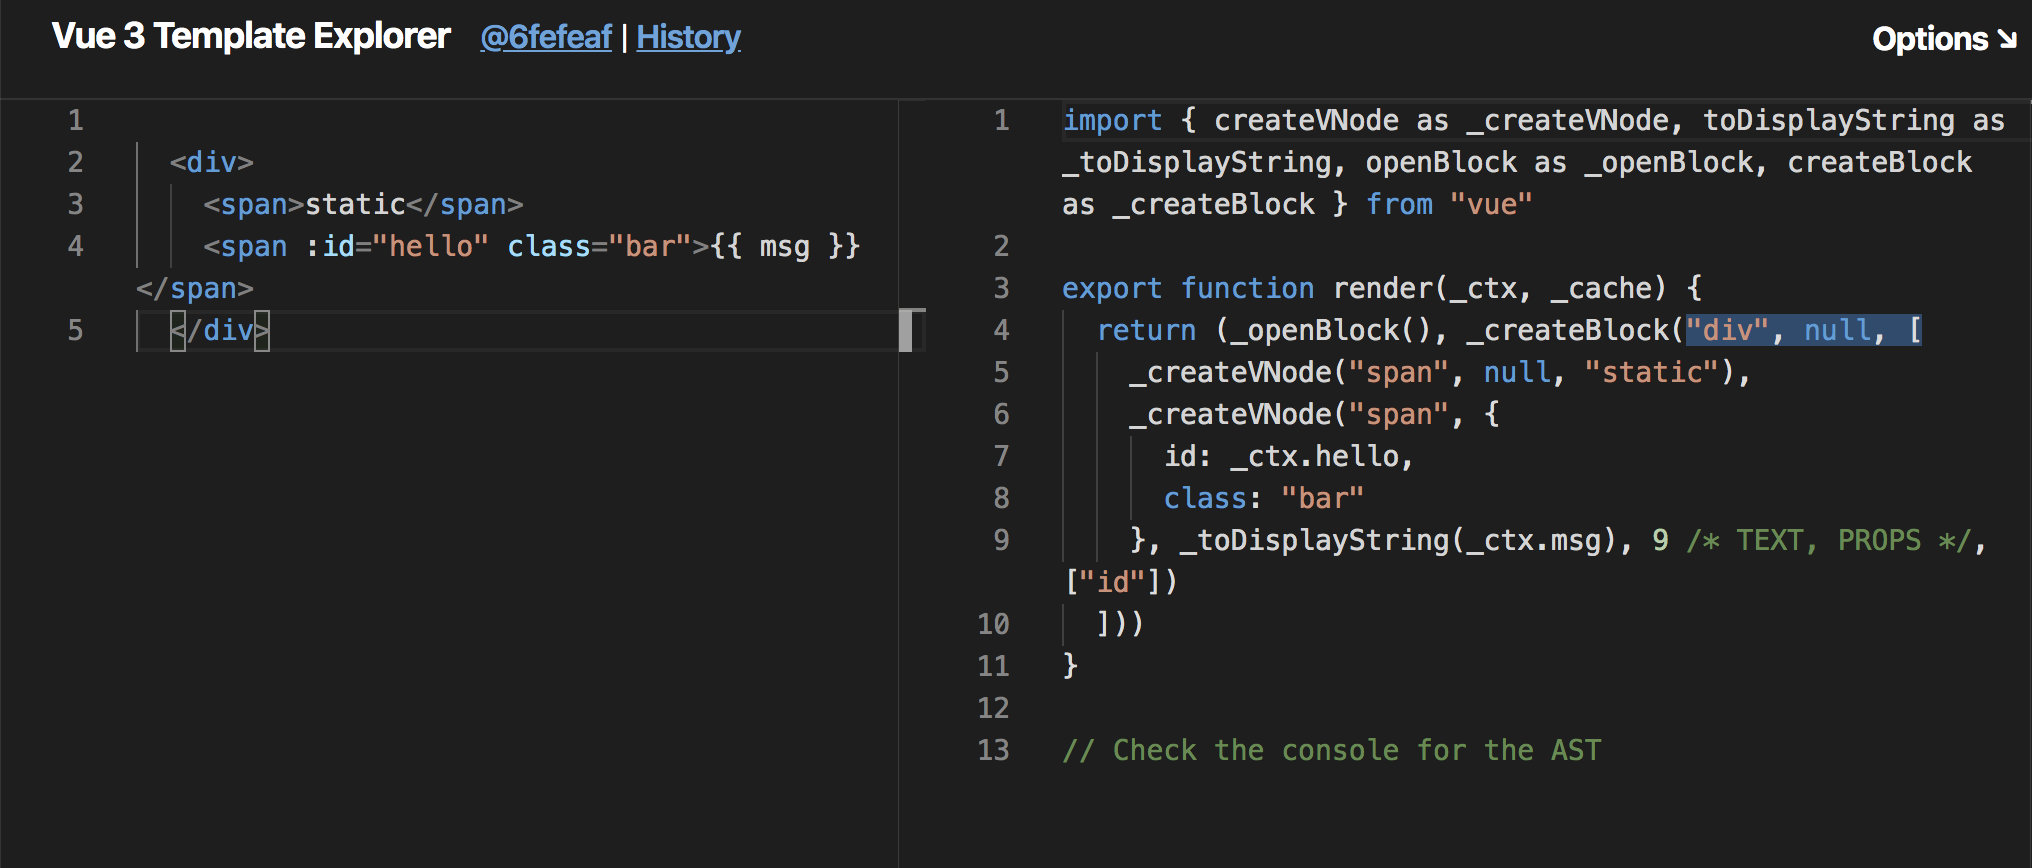 Vue 3 Template Explorer @6fefeaf | History
Options ↘
1
2 <div>
3 <span>static</span>
4 <span :id="hello" class="bar">{{ msg }}
</span>
5 </div>
1 import { createVNode as _createVNode, toDisplayString as
_toDisplayString, openBlock as _openBlock, createBlock
as _createBlock } from "vue"
2
3 export function render(_ctx, _cache) {
4 return (_openBlock(), _createBlock("div", null, [
5 _createVNode("span", null, "static"),
6 _createVNode("span", {
7 id: _ctx.hello,
8 class: "bar"
9 }, _toDisplayString(_ctx.msg), 9 /* TEXT, PROPS */,
["id"])
10 ]))
11 }
12
13 // Check the console for the AST